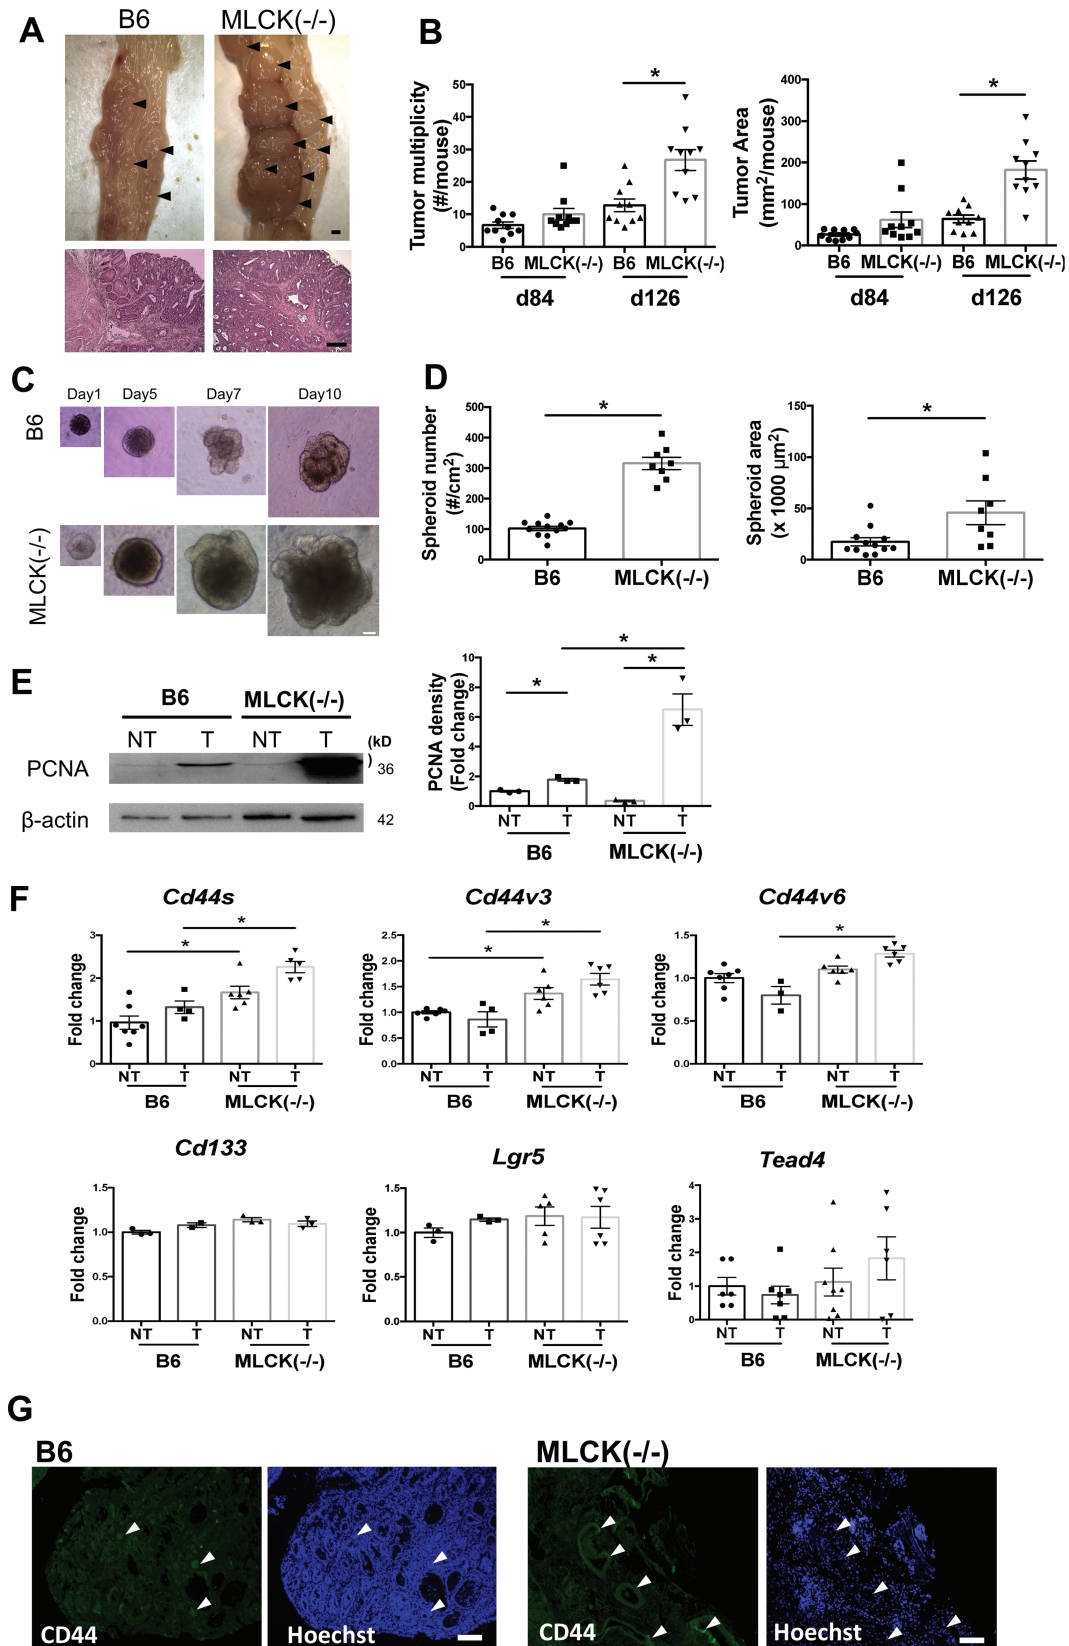 A
B6 MLCK(-/-)
B
Tumor multiplicity
(#/mouse)
50
40
30
20
10
0
*
B6 MLCK(-/-) B6 MLCK(-/-)
d84 d126
Tumor Area
(mm2/mouse)
400
300
200
100
0
*
B6 MLCK(-/-) B6 MLCK(-/-)
d84 d126
C
Day1 Day5 Day7 Day10
B6
MLCK(-/-)
D
Spheroid number
(#/cm2)
500
400
300
200
100
0
*
B6 MLCK(-/-)
Spheroid area
(x 1000 µm2)
150
100
50
0
*
B6 MLCK(-/-)
E
B6 MLCK(-/-)
NT T NT T (kD
)
PCNA 36
β-actin 42
PCNA density
(Fold change)
10
8
6
4
2
0
* * *
NT T NT T
B6 MLCK(-/-)
F
Cd44s
Fold change
3
2
1
0
* *
NT T NT T
B6 MLCK(-/-)
Cd44v3
Fold change
2.5
2.0
1.5
1.0
0.5
0.0
* *
NT T NT T
B6 MLCK(-/-)
Cd44v6
Fold change
1.5
1.0
0.5
0.0
*
NT T NT T
B6 MLCK(-/-)
Cd133
Fold change
1.5
1.0
0.5
0.0
NT T NT T
B6 MLCK(-/-)
Lgr5
Fold change
1.5
1.0
0.5
0.0
NT T NT T
B6 MLCK(-/-)
Tead4
Fold change
4
3
2
1
0
NT T NT T
B6 MLCK(-/-)
G
B6 MLCK(-/-)
CD44 Hoechst CD44 Hoechst